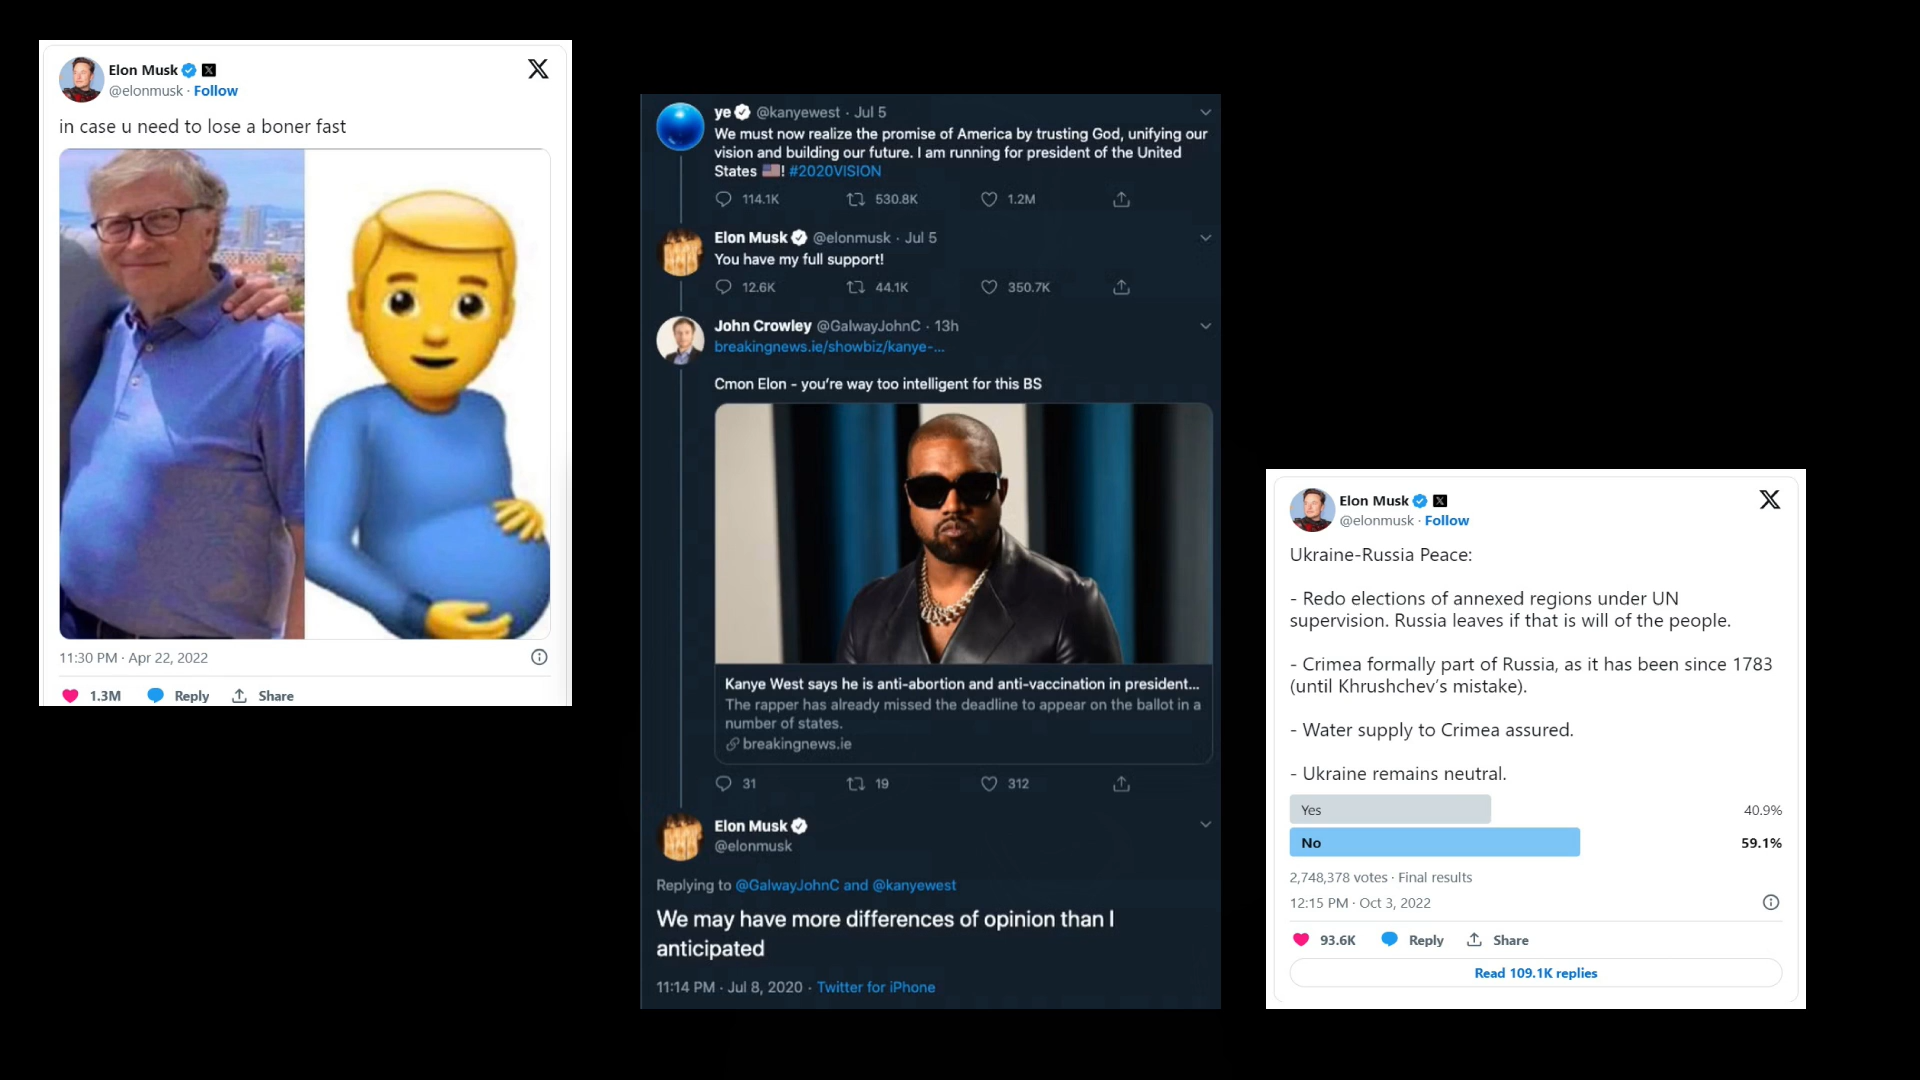 Elon Musk
@elonmusk · Follow
in case u need to lose a boner fast
11:30 PM · Apr 22, 2022
1.3M Reply Share
ye @kanyewest · Jul 5
We must now realize the promise of America by trusting God, unifying our
vision and building our future. I am running for president of the United
States 🇺🇸! #2020VISION
114.1K 530.8K 1.2M
Elon Musk @elonmusk · Jul 5
You have my full support!
12.6K 44.1K 350.7K
John Crowley @GalwayJohnC · 13h
breakingnews.ie/showbiz/kanye-...
Cmon Elon - you're way too intelligent for this BS
Kanye West says he is anti-abortion and anti-vaccination in president...
The rapper has already missed the deadline to appear on the ballot in a
number of states.
breakingnews.ie
31 19 312
Elon Musk
@elonmusk
Replying to @GalwayJohnC and @kanyewest
We may have more differences of opinion than I
anticipated
11:14 PM · Jul 8, 2020 · Twitter for iPhone
Elon Musk
@elonmusk · Follow
Ukraine-Russia Peace:
- Redo elections of annexed regions under UN
supervision. Russia leaves if that is will of the people.
- Crimea formally part of Russia, as it has been since 1783
(until Khrushchev's mistake).
- Water supply to Crimea assured.
- Ukraine remains neutral.
Yes 40.9%
No 59.1%
2,748,378 votes · Final results
12:15 PM · Oct 3, 2022
93.6K Reply Share
Read 109.1K replies